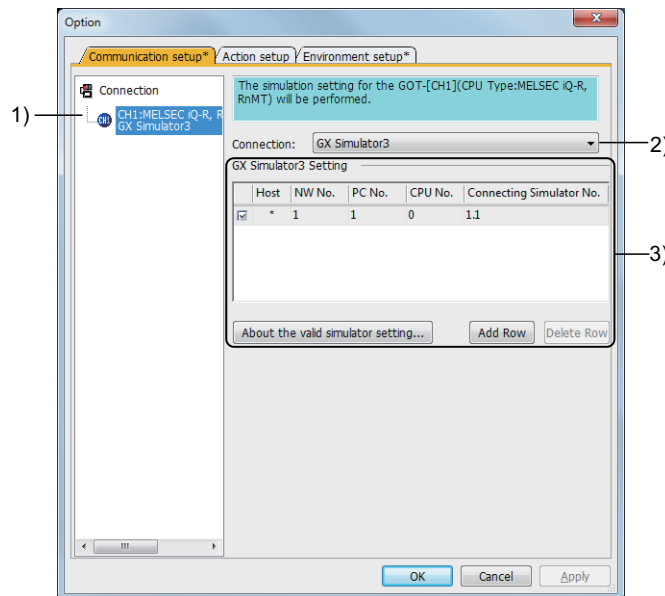 Option
x
Communication setup* Action setup Environment setup*
Connection
CH1:MELSEC iQ-R, R
GX Simulator3
The simulation setting for the GOT-[CH1](CPU Type:MELSEC iQ-R,
RnMT) will be performed.
1)
Connection: GX Simulator3
2)
GX Simulator3 Setting
Host NW No. PC No. CPU No. Connecting Simulator No.
* 1 1 0 1.1
3)
About the valid simulator setting... Add Row Delete Row
OK Cancel Apply